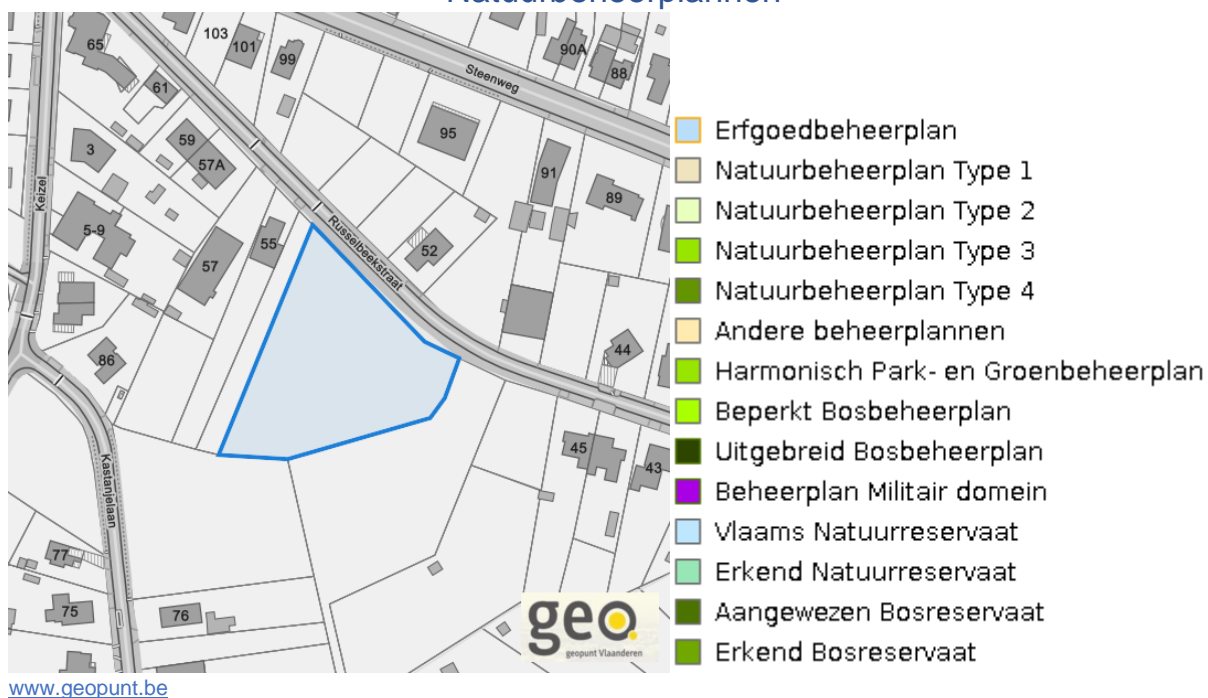 Natuurbeheerplannen
65
103
101
99
90A
88
Steenweg
61
95
59
57A
3
91
89
Keizel
5-9
55
Russelbeekstraat
52
57
86
44
45
43
Kastanjelaan
77
75
76
geo.
geopunt Vlaanderen
Erfgoedbeheerplan
Natuurbeheerplan Type 1
Natuurbeheerplan Type 2
Natuurbeheerplan Type 3
Natuurbeheerplan Type 4
Andere beheerplannen
Harmonisch Park- en Groenbeheerplan
Beperkt Bosbeheerplan
Uitgebreid Bosbeheerplan
Beheerplan Militair domein
Vlaams Natuurreservaat
Erkend Natuurreservaat
Aangewezen Bosreservaat
Erkend Bosreservaat
www.geopunt.be